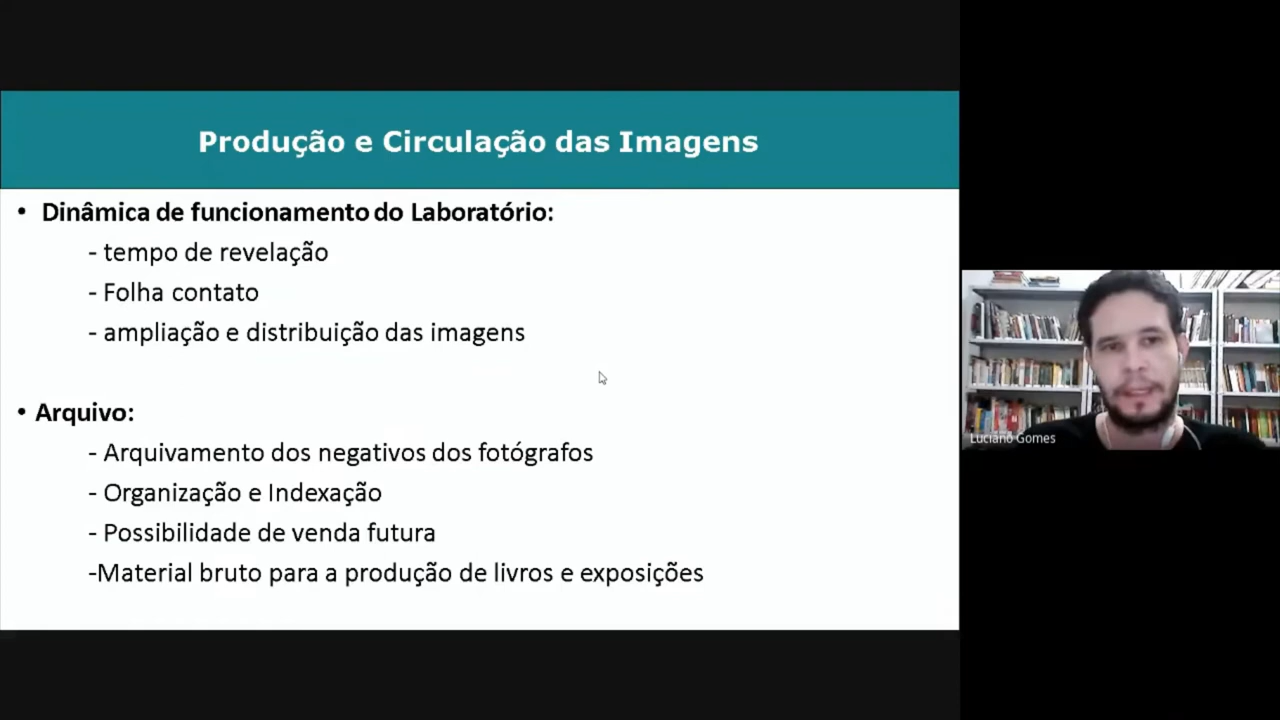 Produção e Circulação das Imagens
• Dinâmica de funcionamento do Laboratório:
- tempo de revelação
- Folha contato
- ampliação e distribuição das imagens
• Arquivo:
- Arquivamento dos negativos dos fotógrafos
- Organização e Indexação
- Possibilidade de venda futura
-Material bruto para a produção de livros e exposições
Luciano Gomes